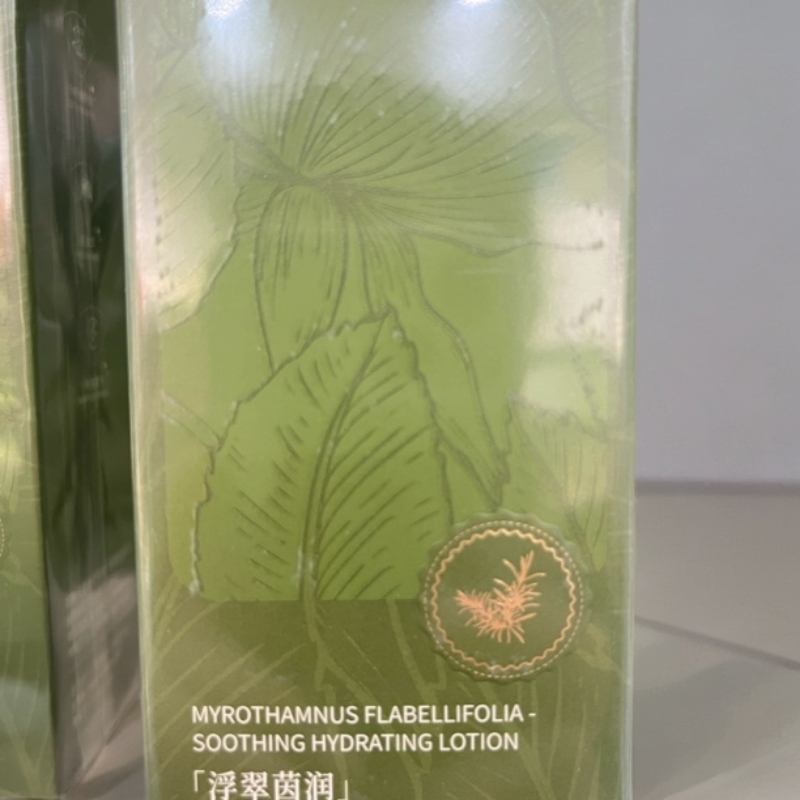 MYROTHAMNUS FLABELLIFOLIA -
SOOTHING HYDRATING LOTION
「浮翠茵润」